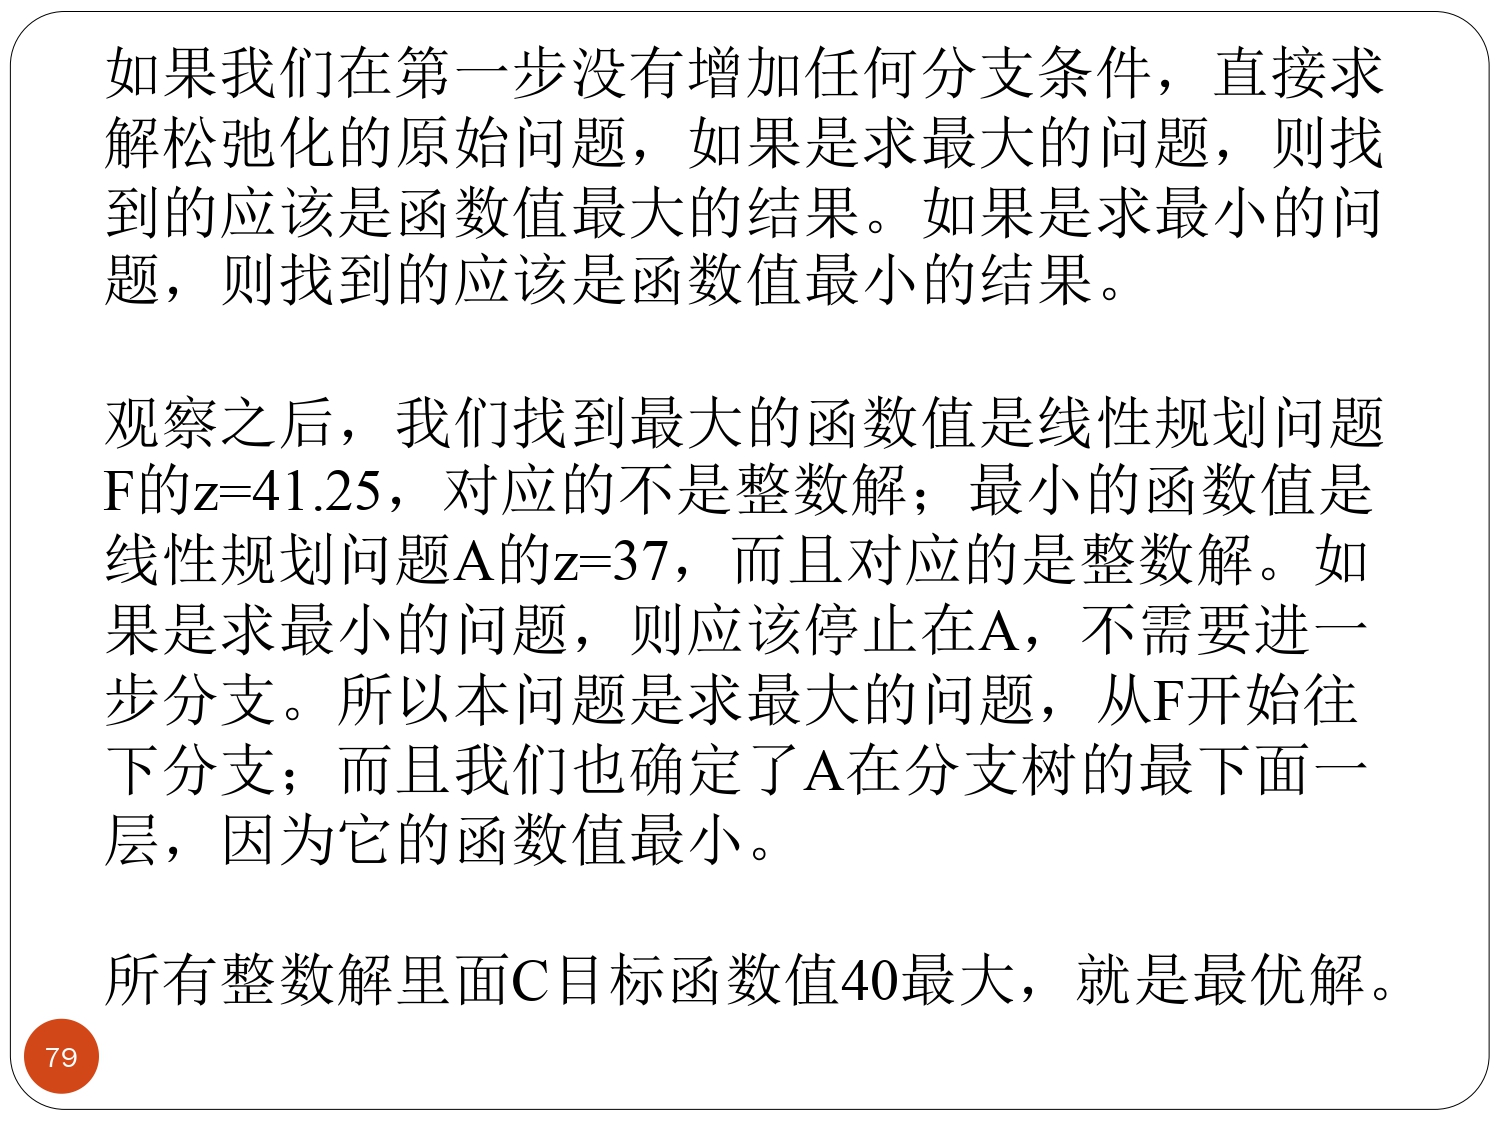 如果我们在第一步没有增加任何分支条件，直接求
解松弛化的原始问题，如果是求最大的问题，则找
到的应该是函数值最大的结果。如果是求最小的问
题，则找到的应该是函数值最小的结果。
观察之后，我们找到最大的函数值是线性规划问题
F的z=41.25，对应的不是整数解；最小的函数值是
线性规划问题A的z=37，而且对应的是整数解。如
果是求最小的问题，则应该停止在A，不需要进一
步分支。所以本问题是求最大的问题，从F开始往
下分支；而且我们也确定了A在分支树的最下面一
层，因为它的函数值最小。
所有整数解里面C目标函数值40最大，就是最优解。
79